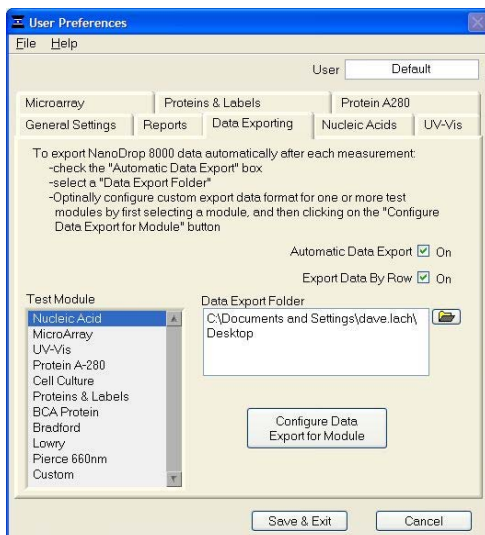 User Preferences
File Help
User Default
Microarray Proteins & Labels Protein A280
General Settings Reports Data Exporting Nucleic Acids UV-Vis
To export NanoDrop 8000 data automatically after each measurement:
-check the "Automatic Data Export" box
-select a "Data Export Folder"
-Optinally configure custom export data format for one or more test
modules by first selecting a module, and then clicking on the "Configure
Data Export for Module" button
Automatic Data Export On
Export Data By Row On
Test Module
Nucleic Acid
MicroArray
UV-Vis
Protein A-280
Cell Culture
Proteins & Labels
BCA Protein
Bradford
Lowry
Pierce 660nm
Custom
Data Export Folder
C:\Documents and Settings\dave.lach\
Desktop
Configure Data
Export for Module
Save & Exit Cancel